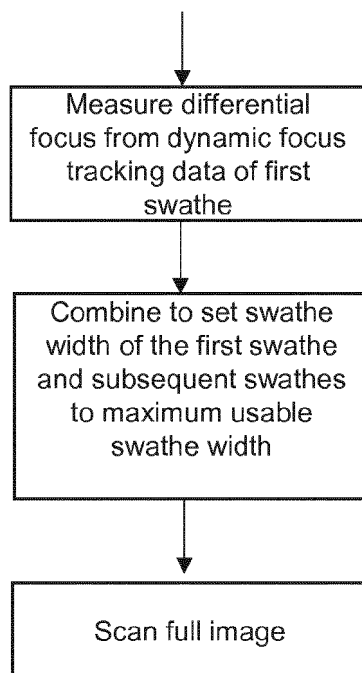 Measure differential
focus from dynamic focus
tracking data of first
swathe
Combine to set swathe
width of the first swathe
and subsequent swathes
to maximum usable
swathe width
Scan full image